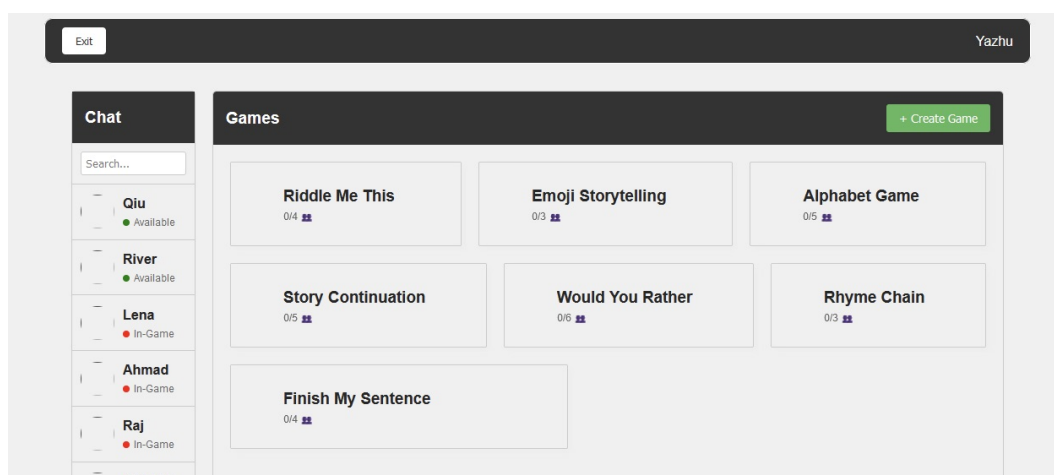 Exit
Yazhu
Chat
Search...
Qiu
Available
River
Available
Lena
In-Game
Ahmad
In-Game
Raj
In-Game
Games
+ Create Game
Riddle Me This
0/4
Emoji Storytelling
0/3
Alphabet Game
0/5
Story Continuation
0/5
Would You Rather
0/6
Rhyme Chain
0/3
Finish My Sentence
0/4